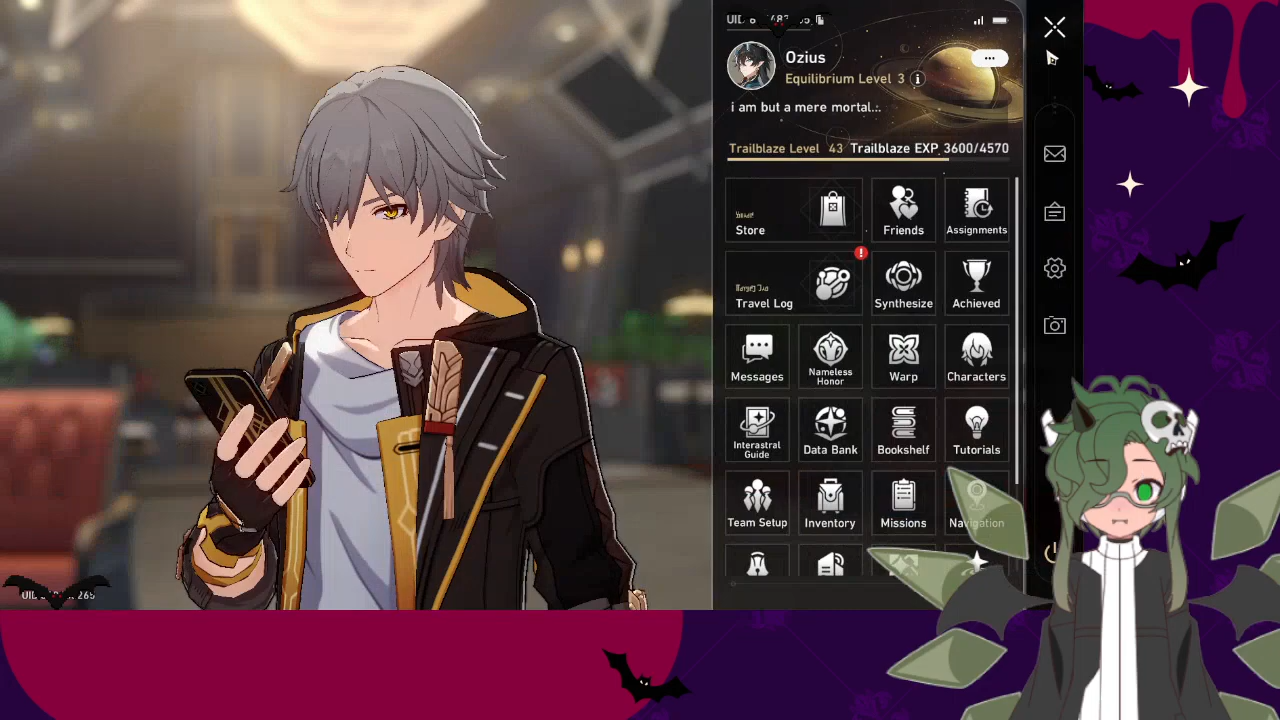 UID
Ozius
Equilibrium Level 3
i am but a mere mortal...
Trailblaze Level 43 Trailblaze EXP 3600/4570
Store
Friends
Assignments
Travel Log
Synthesize
Achieved
Messages
Nameless
Honor
Warp
Characters
Interastral
Guide
Data Bank
Bookshelf
Tutorials
Team Setup
Inventory
Missions
Navigation
UID